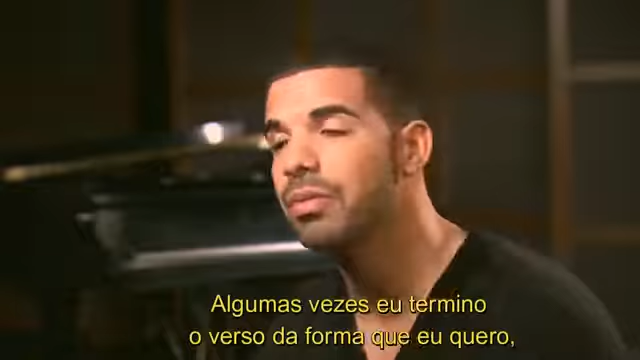 Algumas vezes eu termino
o verso da forma que eu quero,